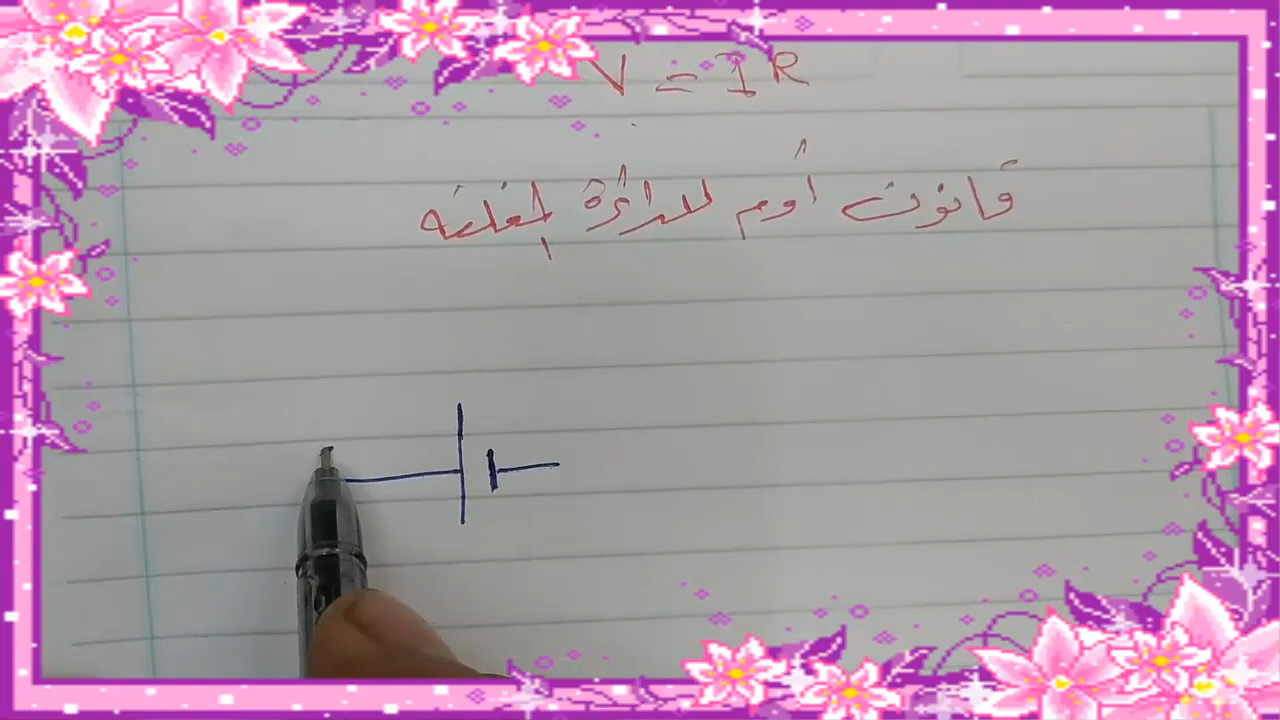 V = IR
قانون أوم للدائرة المغلقة